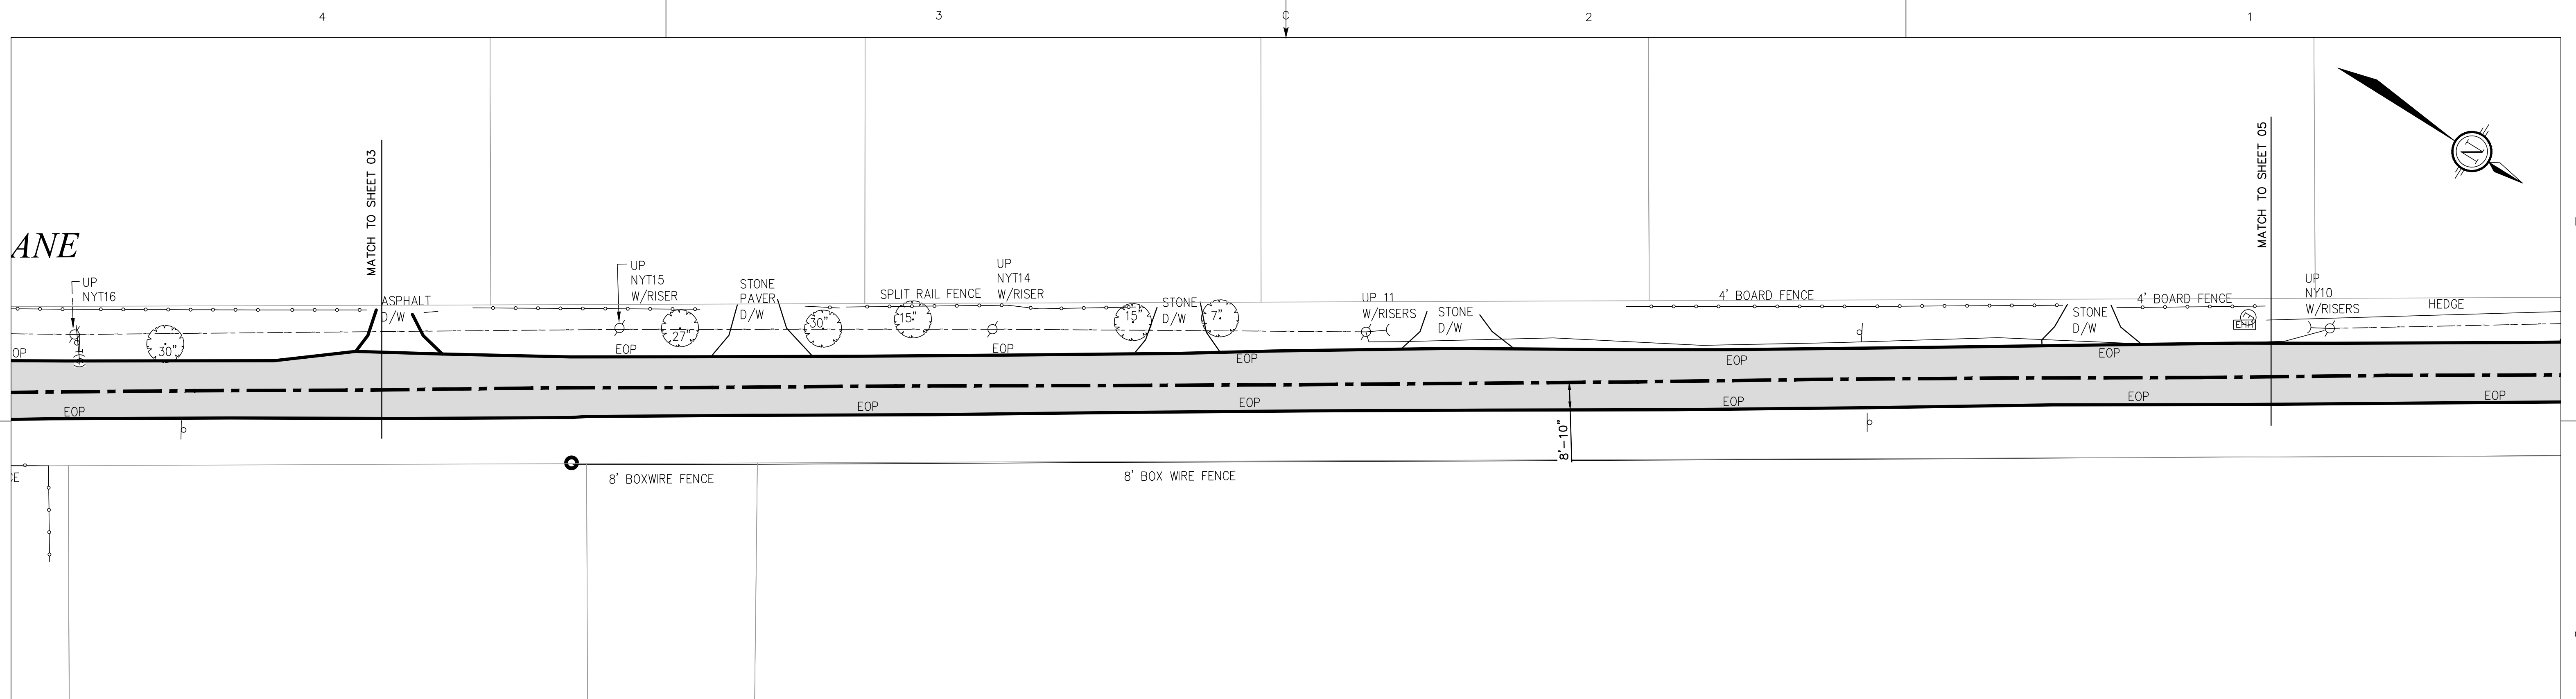 4
3
C
2
1
N
MATCH TO SHEET 03
MATCH TO SHEET 05
ANE
UP
NYT16
30"
ASPHALT
D/W
UP
NYT15
W/RISER
27"
STONE
PAVER
D/W
30"
15"
SPLIT RAIL FENCE
UP
NYT14
W/RISER
15"
STONE
D/W
7"
UP 11
W/RISERS
STONE
D/W
4' BOARD FENCE
STONE
D/W
4' BOARD FENCE
EHH
UP
NY10
W/RISERS
HEDGE
OP
EOP
EOP
EOP
EOP
EOP
EOP
EOP
EOP
EOP
EOP
EOP
8'-10"
8' BOXWIRE FENCE
8' BOX WIRE FENCE
CE